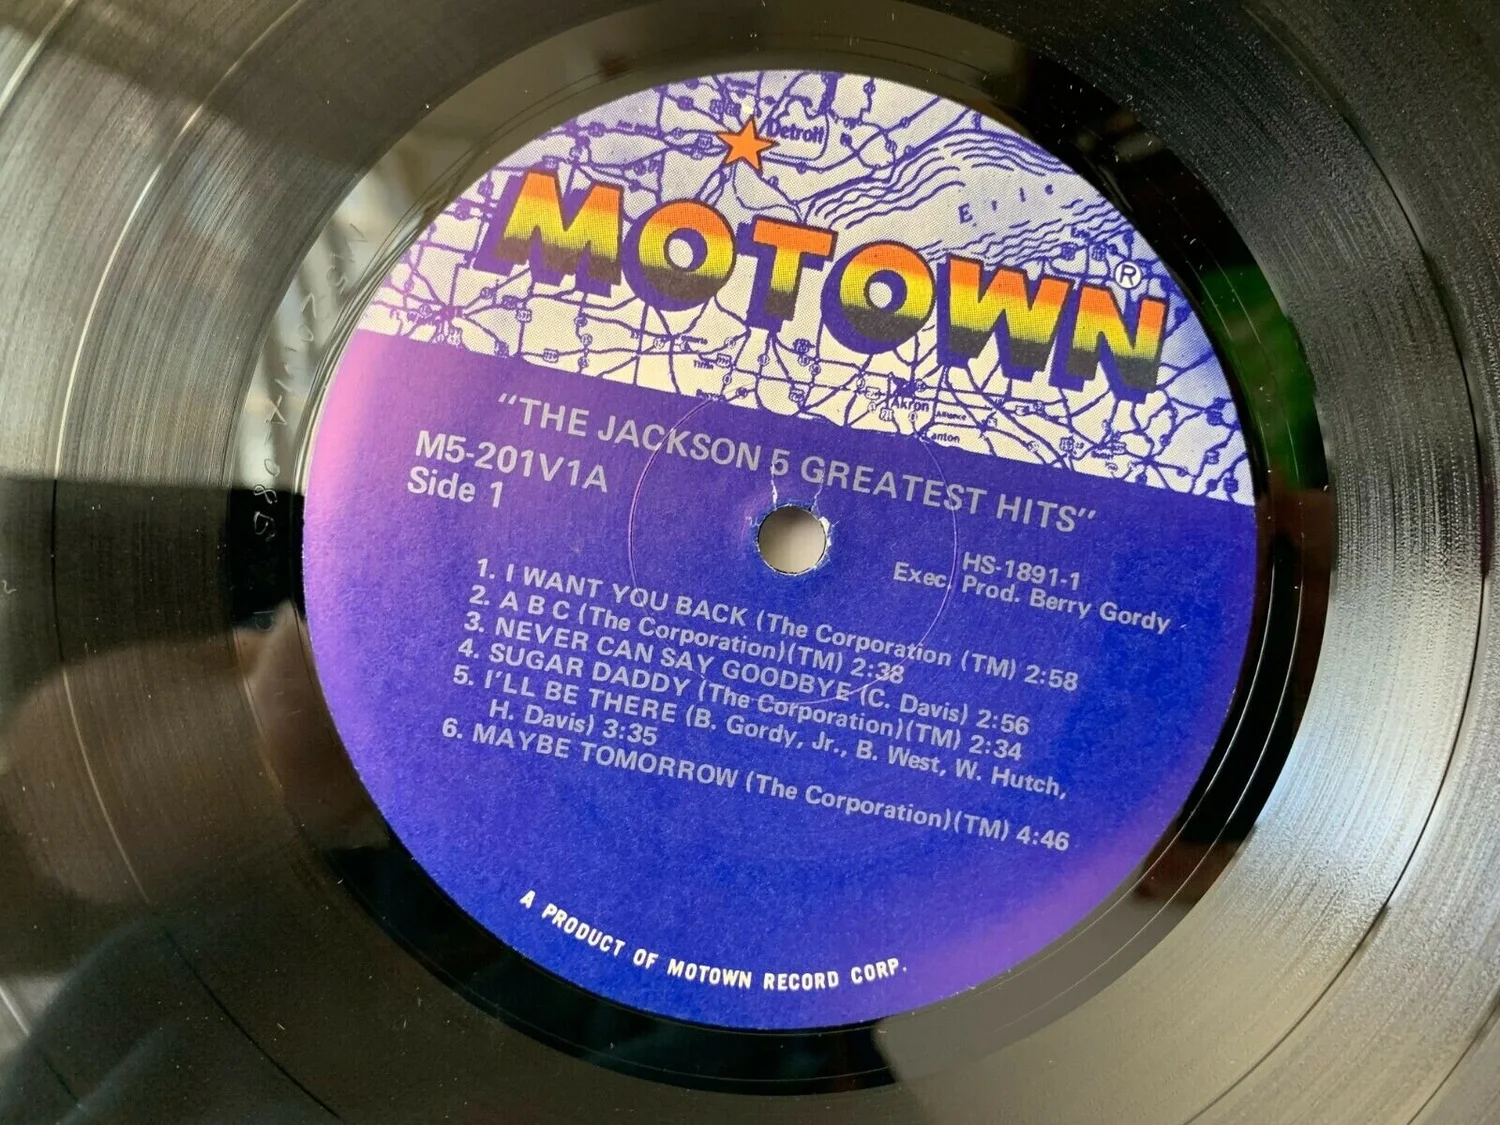 Detroit
Erie
MOTOWN®
Akron
Alliance
Canton
"THE JACKSON 5 GREATEST HITS"
M5-201V1A
Side 1
HS-1891-1
Exec. Prod. Berry Gordy
1. I WANT YOU BACK (The Corporation (TM) 2:58
2. A B C (The Corporation)(TM) 2:38
3. NEVER CAN SAY GOODBYE (C. Davis) 2:56
4. SUGAR DADDY (The Corporation)(TM) 2:34
5. I'LL BE THERE (B. Gordy, Jr., B. West, W. Hutch,
H. Davis) 3:35
6. MAYBE TOMORROW (The Corporation)(TM) 4:46
A PRODUCT OF MOTOWN RECORD CORP.